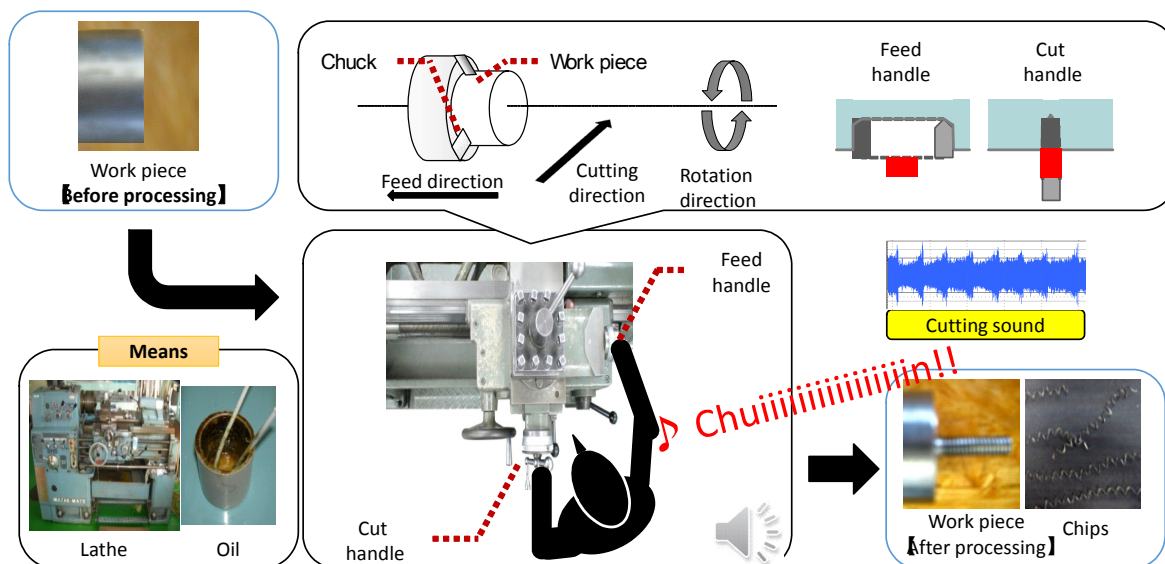 Work piece
【Before processing】
Chuck
Work piece
Feed direction
Cutting
direction
Rotation
direction
Feed
handle
Cut
handle
Means
Lathe
Oil
Feed
handle
Cut
handle
♪ Chuiiiiiiiiiiiiiiin!!
Cutting sound
Work piece
【After processing】
Chips